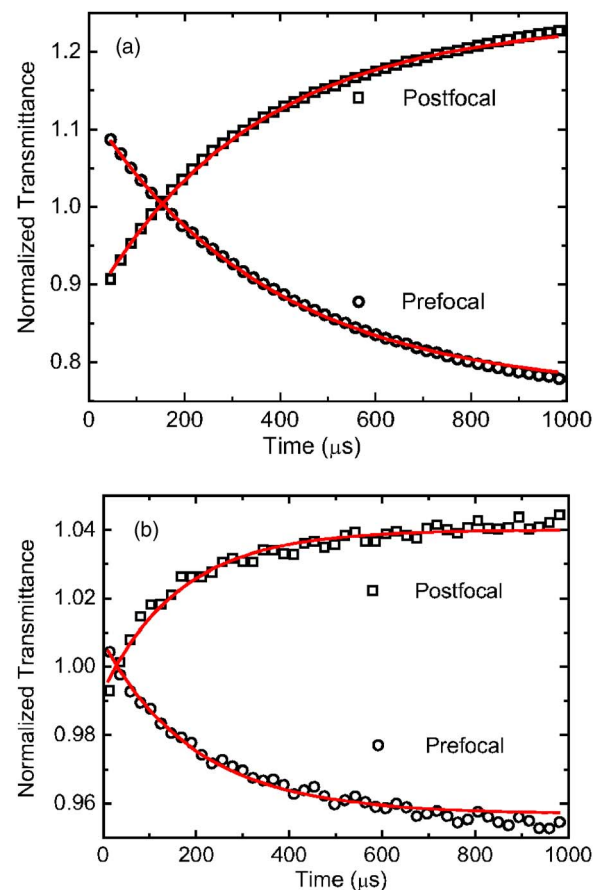 (a)
Normalized Transmittance
1.2
1.1
1.0
0.9
0.8
Postfocal
Prefocal
0 200 400 600 800 1000
Time (μs)
(b)
Normalized Transmittance
1.04
1.02
1.00
0.98
0.96
Postfocal
Prefocal
0 200 400 600 800 1000
Time (μs)